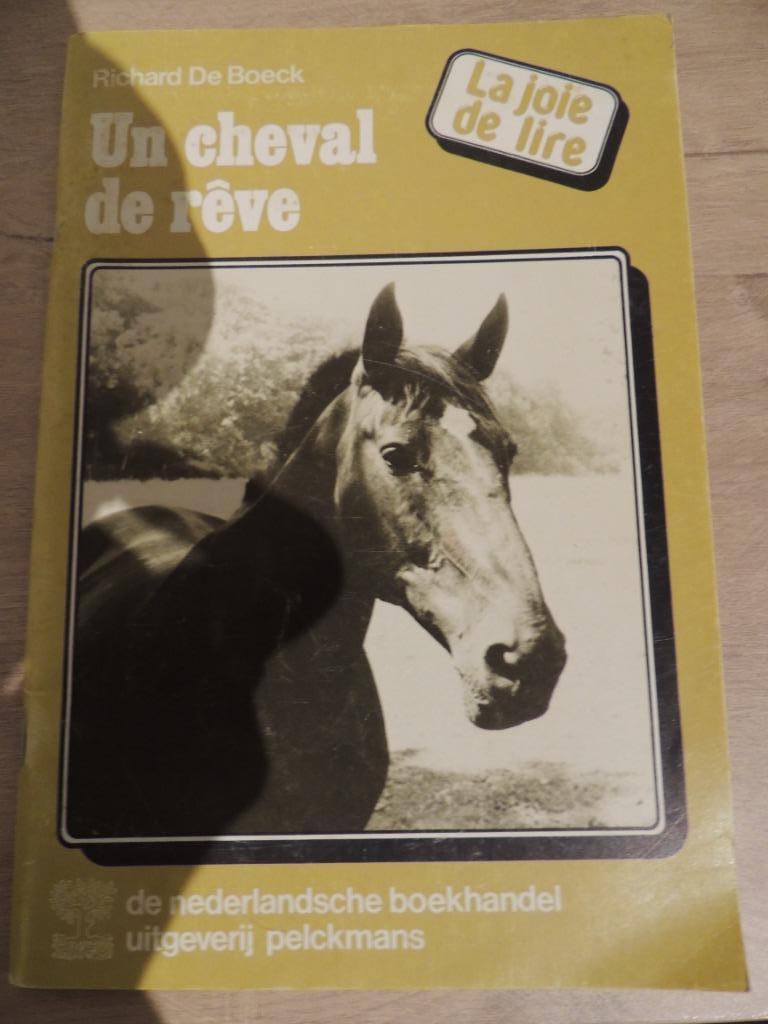 Richard De Boeck
La joie
de lire
Un cheval
de rêve
de nederlandsche boekhandel
uitgeverij pelckmans